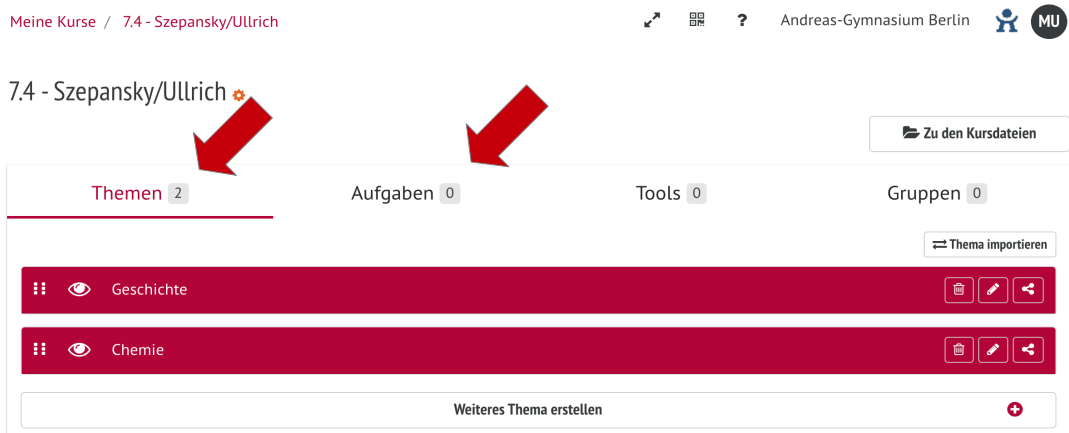 Meine Kurse / 7.4 - Szepansky/Ullrich ? Andreas-Gymnasium Berlin MU
7.4 - Szepansky/Ullrich
Zu den Kursdateien
Themen 2 Aufgaben 0 Tools 0 Gruppen 0
Thema importieren
Geschichte
Chemie
Weiteres Thema erstellen